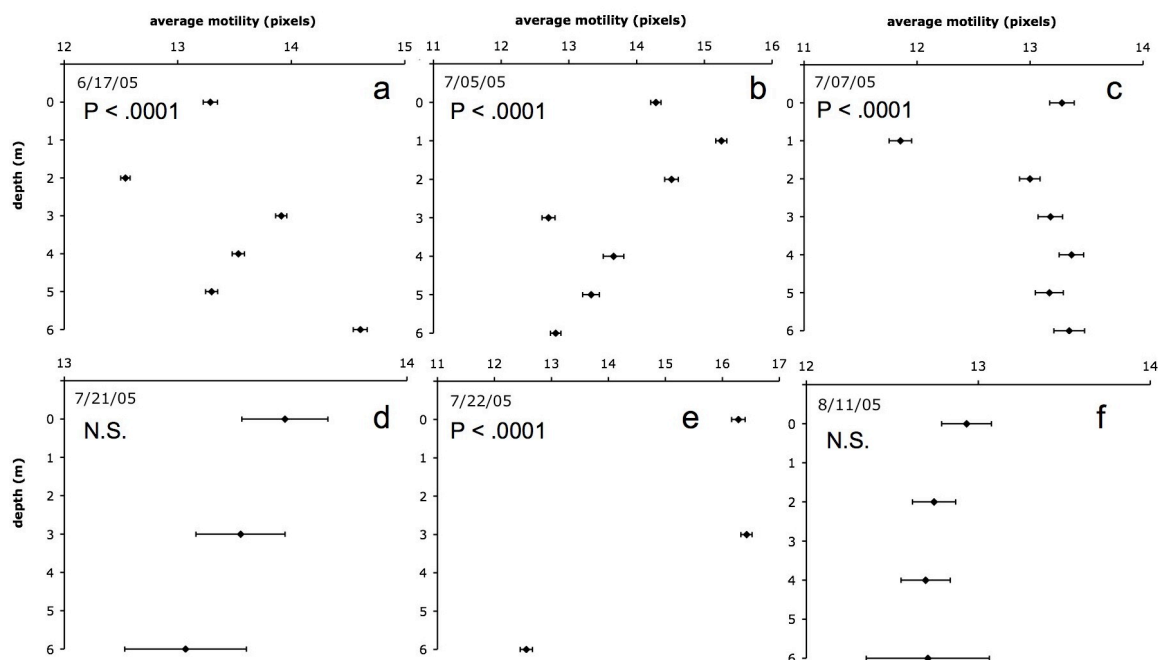 average motility (pixels) average motility (pixels) average motility (pixels)
12 13 14 15 11 12 13 14 15 16 11 12 13 14
6/17/05 a 7/05/05 b 7/07/05 c
P < .0001 P < .0001 P < .0001
depth (m)
0 0 0
1 1 1
2 2 2
3 3 3
4 4 4
5 5 5
6 6 6
13 14 11 12 13 14 15 16 17 12 13 14
7/21/05 d 7/22/05 e 8/11/05 f
N.S. P < .0001 N.S.
depth (m)
0 0 0
1 1 1
2 2 2
3 3 3
4 4 4
5 5 5
6 6 6